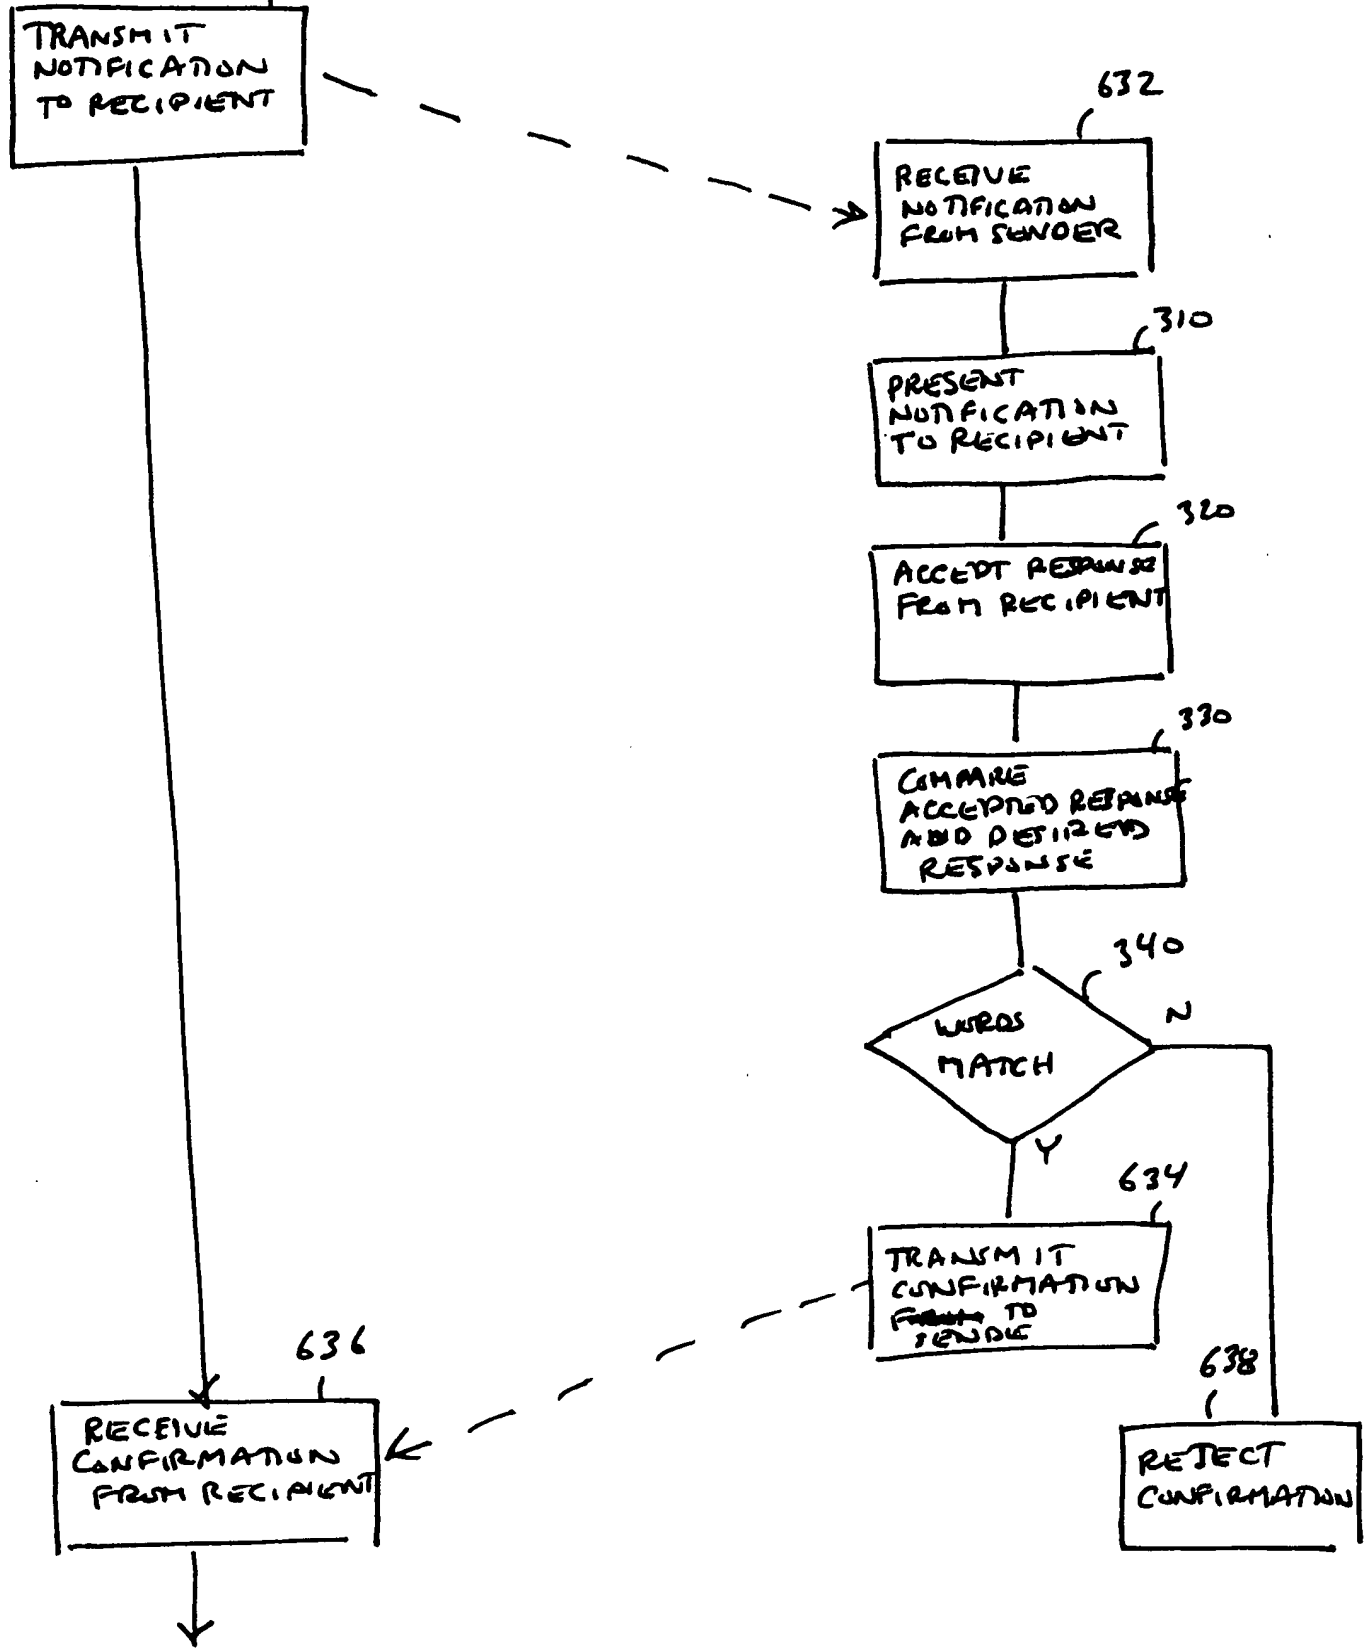 TRANSMIT
NOTIFICATION
TO RECIPIENT
632
RECEIVE
NOTIFICATION
FROM SENDER
310
PRESENT
NOTIFICATION
TO RECIPIENT
320
ACCEPT RESPONSE
FROM RECIPIENT
330
COMPARE
ACCEPTED RESPONSE
AND DESIRED
RESPONSE
340
WORDS
MATCH
N
Y
634
TRANSMIT
CONFIRMATION
TO
SENDE
636
RECEIVE
CONFIRMATION
FROM RECIPIENT
638
REJECT
CONFIRMATION